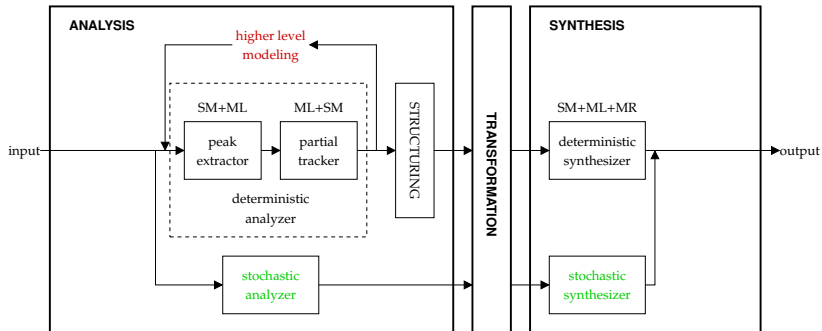 ANALYSIS
SYNTHESIS
higher level
modeling
SM+ML
ML+SM
SM+ML+MR
input
peak
extractor
partial
tracker
STRUCTURING
TRANSFORMATION
deterministic
synthesizer
output
deterministic
analyzer
stochastic
analyzer
stochastic
synthesizer